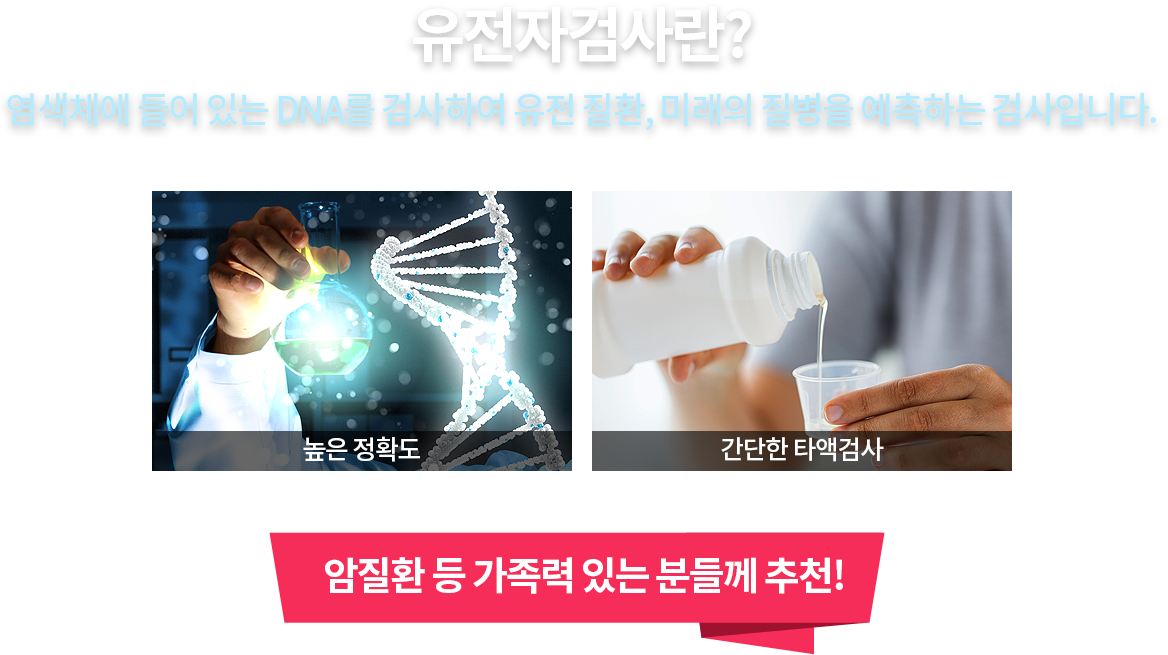 유전자검사란?
염색체에 들어 있는 DNA를 검사하여 유전 질환, 미래의 질병을 예측하는 검사입니다.
높은 정확도
간단한 타액검사
암질환 등 가족력 있는 분들께 추천!